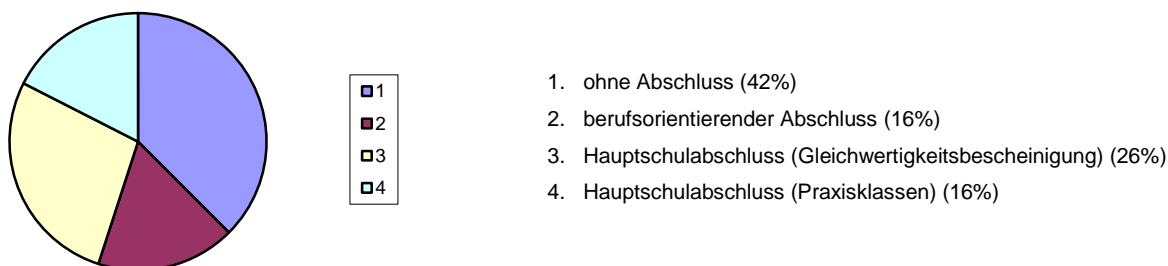 1
2
3
4
1. ohne Abschluss (42%)
2. berufsorientierender Abschluss (16%)
3. Hauptschulabschluss (Gleichwertigkeitsbescheinigung) (26%)
4. Hauptschulabschluss (Praxisklassen) (16%)